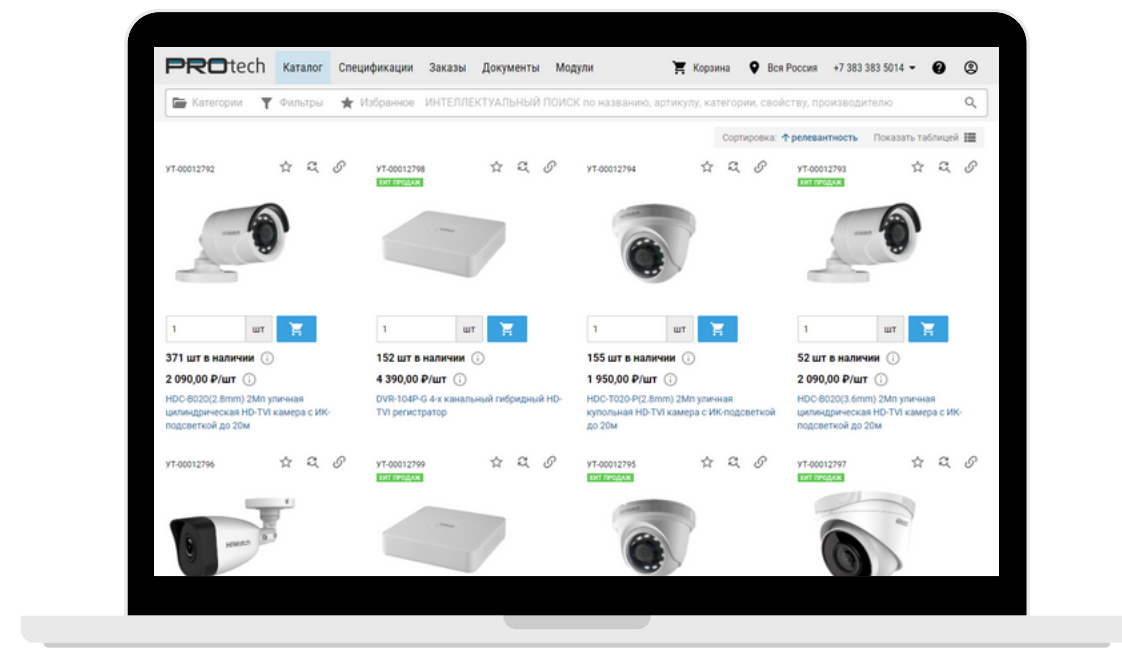 PROtech Каталог Спецификации Заказы Документы Модули Корзина Вся Россия +7 383 383 5014
Категории Фильтры Избранное ИНТЕЛЛЕКТУАЛЬНЫЙ ПОИСК по названию, артикулу, категории, свойству, производителю
Сортировка: релевантность Показать таблицей
УТ-00012792 УТ-00012798 УТ-00012794 УТ-00012793
ХИТ ПРОДАЖ ХИТ ПРОДАЖ
1 шт 1 шт 1 шт 1 шт
371 шт в наличии 152 шт в наличии 155 шт в наличии 52 шт в наличии
2 090,00 ₽/шт 4 390,00 ₽/шт 1 950,00 ₽/шт 2 090,00 ₽/шт
HDC-B020(2.8mm) 2Мп уличная DVR-104P-G 4-х канальный гибридный HD- HDC-T020-P(2.8mm) 2Мп уличная HDC-B020(3.6mm) 2Мп уличная
цилиндрическая HD-TVI камера с ИК- TVI регистратор купольная HD-TVI камера с ИК-подсветкой цилиндрическая HD-TVI камера с ИК-
подсветкой до 20м до 20м подсветкой до 20м
УТ-00012796 УТ-00012799 УТ-00012795 УТ-00012797
ХИТ ПРОДАЖ ХИТ ПРОДАЖ ХИТ ПРОДАЖ
HiWatch